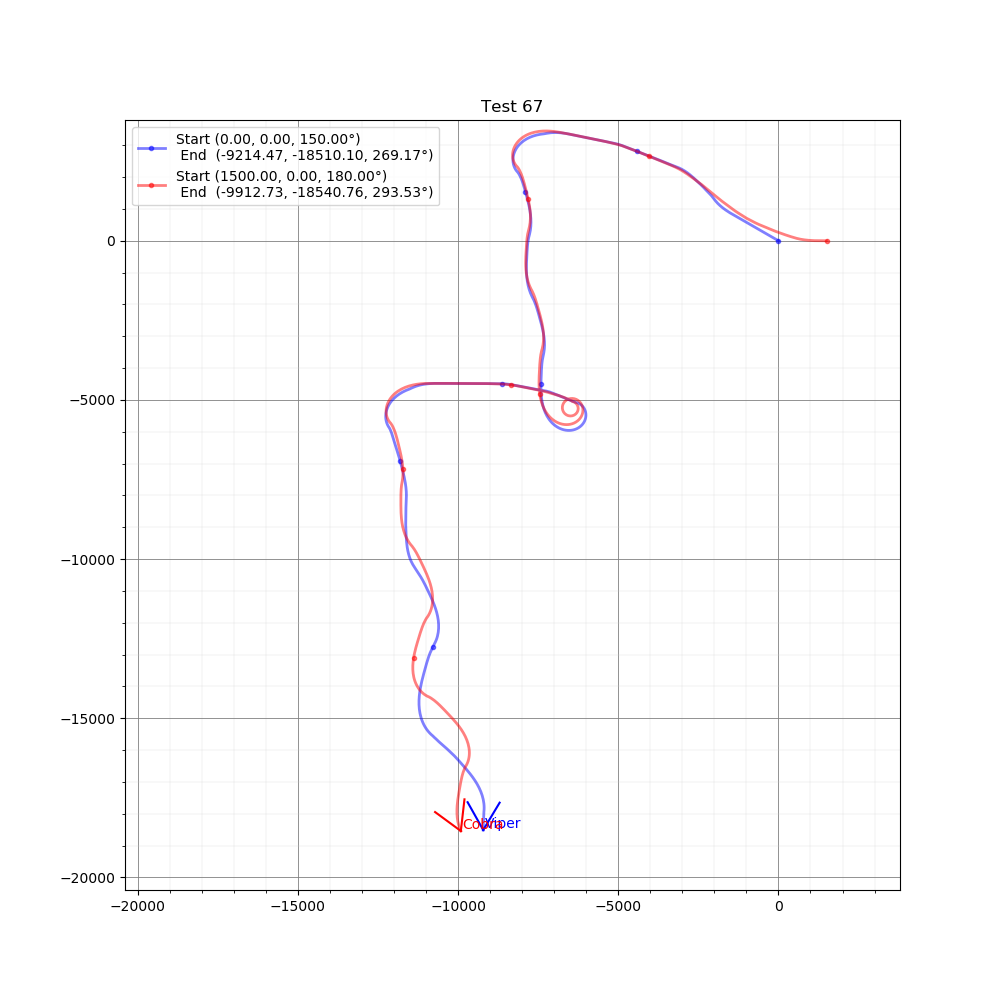 Test 67
Start (0.00, 0.00, 150.00°)
End (-9214.47, -18510.10, 269.17°)
Start (1500.00, 0.00, 180.00°)
End (-9912.73, -18540.76, 293.53°)
0
−5000
−10000
−15000
−20000
Cobra
Viper
−20000
−15000
−10000
−5000
0